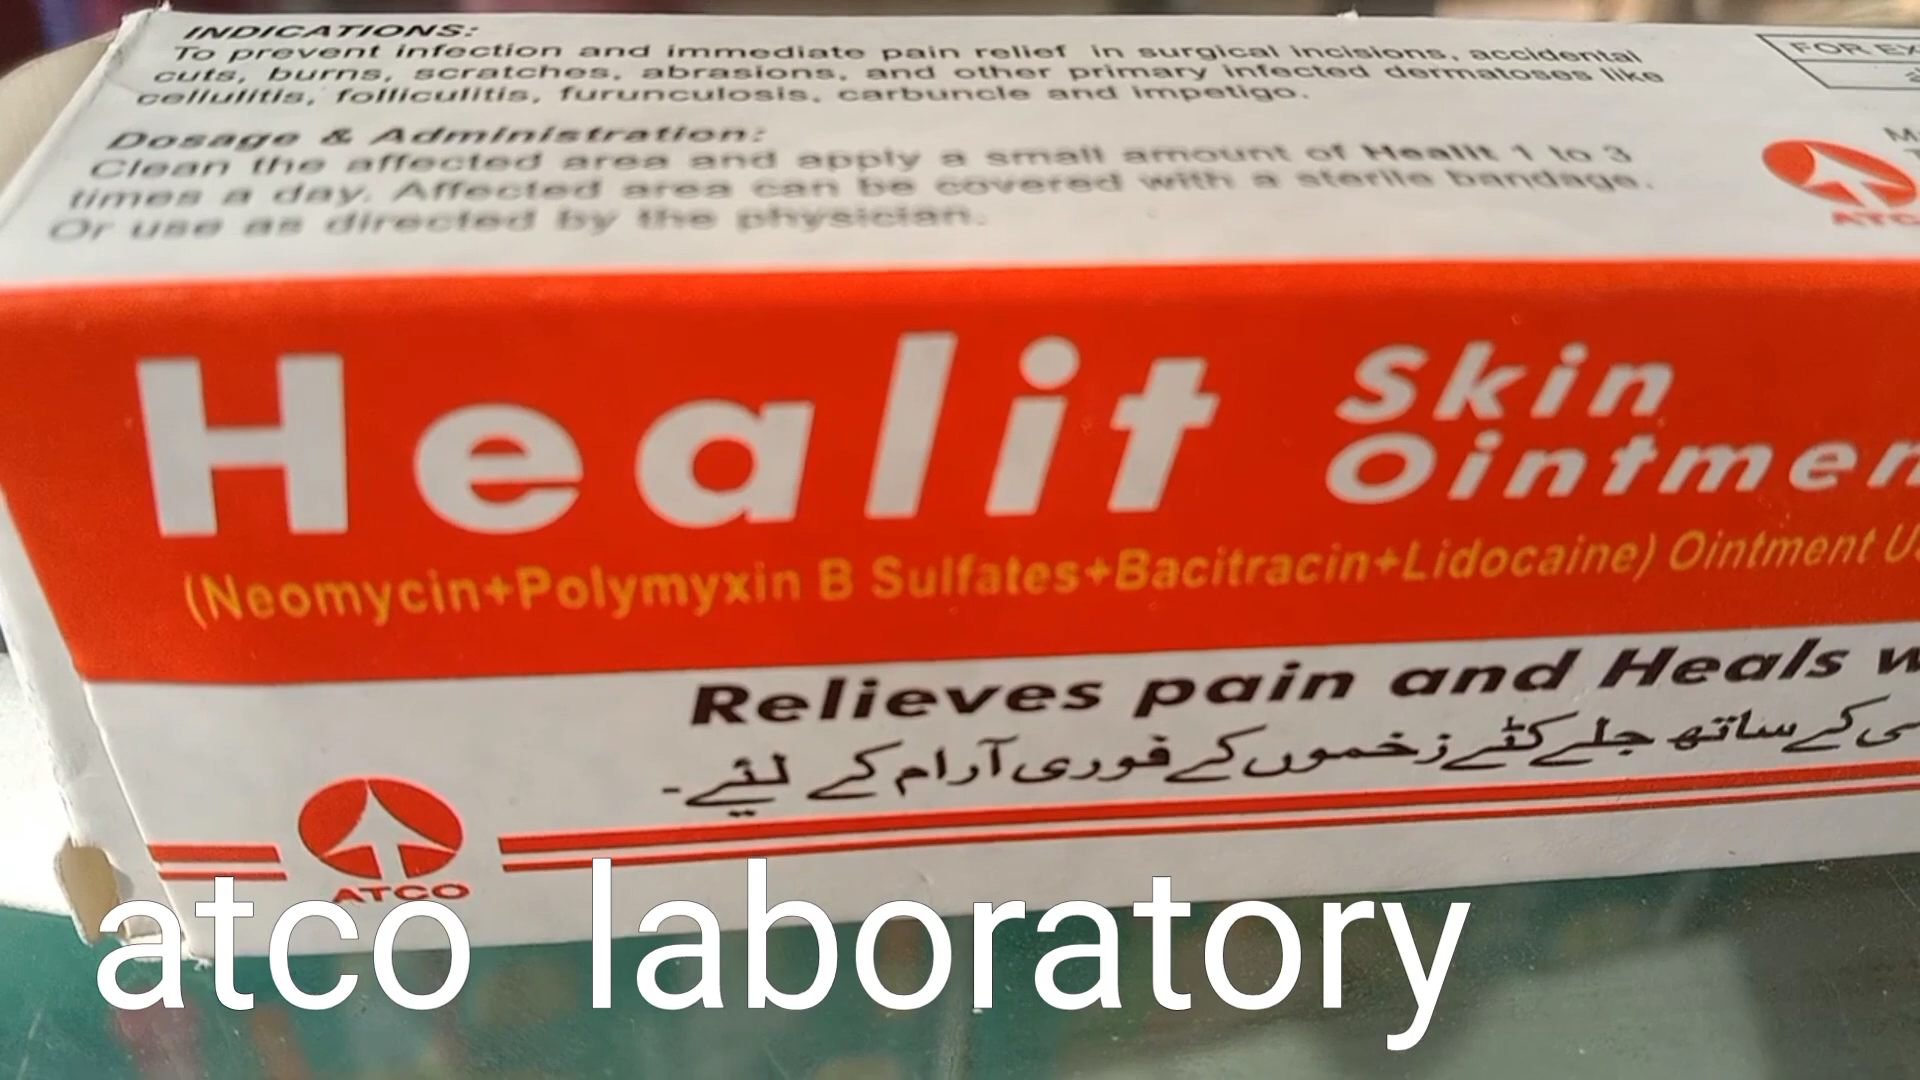 INDICATIONS:
To prevent infection and immediate pain relief in surgical incisions, accidental
cuts, burns, scratches, abrasions, and other primary infected dermatoses like
cellulitis, folliculitis, furunculosis, carbuncle and impetigo.
Dosage & Administration:
Clean the affected area and apply a small amount of Healit 1 to 3
times a day. Affected area can be covered with a sterile bandage.
Or use as directed by the physician.
FOR EX
ATCO
Healit
Skin
Ointmen
(Neomycin+Polymyxin B Sulfates+Bacitracin+Lidocaine) Ointment U
Relieves pain and Heals w
کے ساتھ جلے کٹے زخموں کے فوری آرام کے لئیے۔
ATCO
atco laboratory